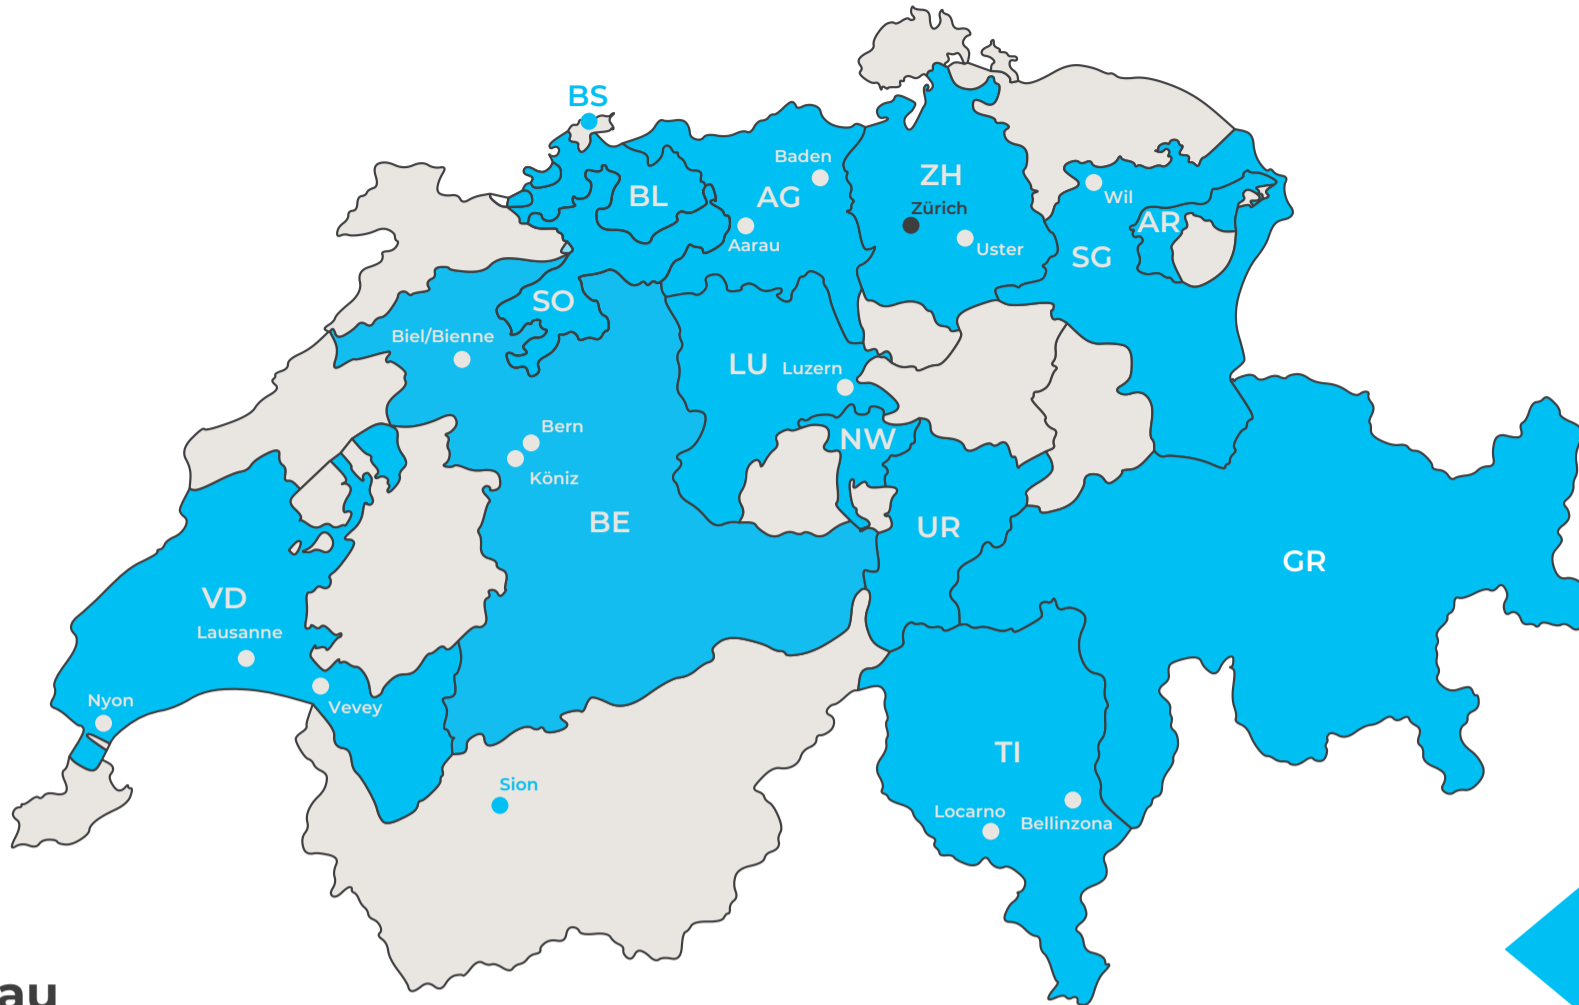 BS
Baden
ZH
BL
AG
Wil
Zürich
AR
Aarau
Uster
SG
SO
Biel/Bienne
LU
Luzern
Bern
NW
Köniz
BE
UR
GR
VD
Lausanne
Nyon
Vevey
TI
Sion
Locarno
Bellinzona
au